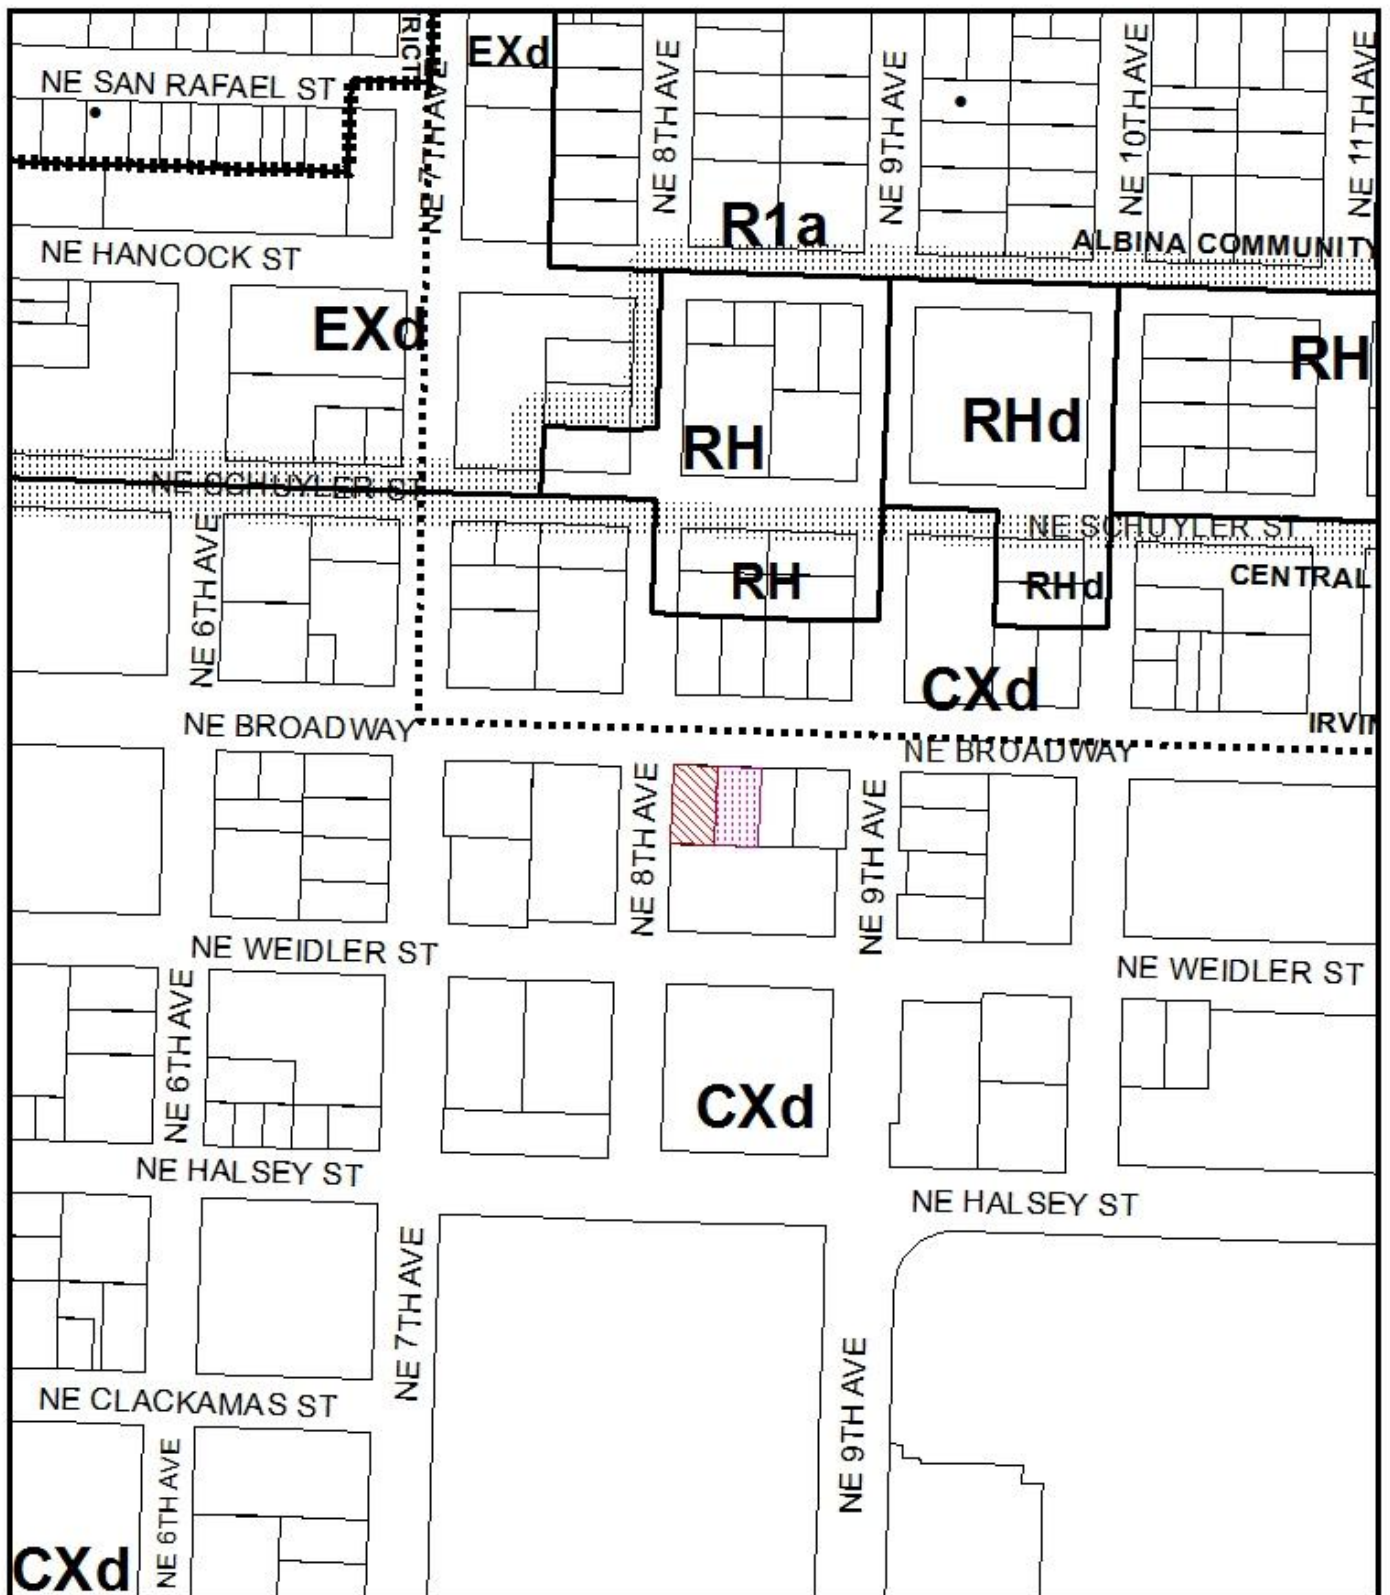 RICT
EXd
NE SAN RAFAEL ST
NE 7TH AVE
NE 8TH AVE
NE 9TH AVE
NE 10TH AVE
NE 11TH AVE
R1a
ALBINA COMMUNITY
NE HANCOCK ST
EXd
RH
RHd
RH
NE SCHUYLER ST
NE SCHUYLER ST
NE 6TH AVE
RH
RHd
CENTRAL
CXd
NE BROADWAY
IRVIN
NE BROADWAY
NE 8TH AVE
NE 9TH AVE
NE WEIDLER ST
NE WEIDLER ST
NE 6TH AVE
CXd
NE HALSEY ST
NE HALSEY ST
NE 7TH AVE
NE 9TH AVE
NE CLACKAMAS ST
NE 6TH AVE
CXd